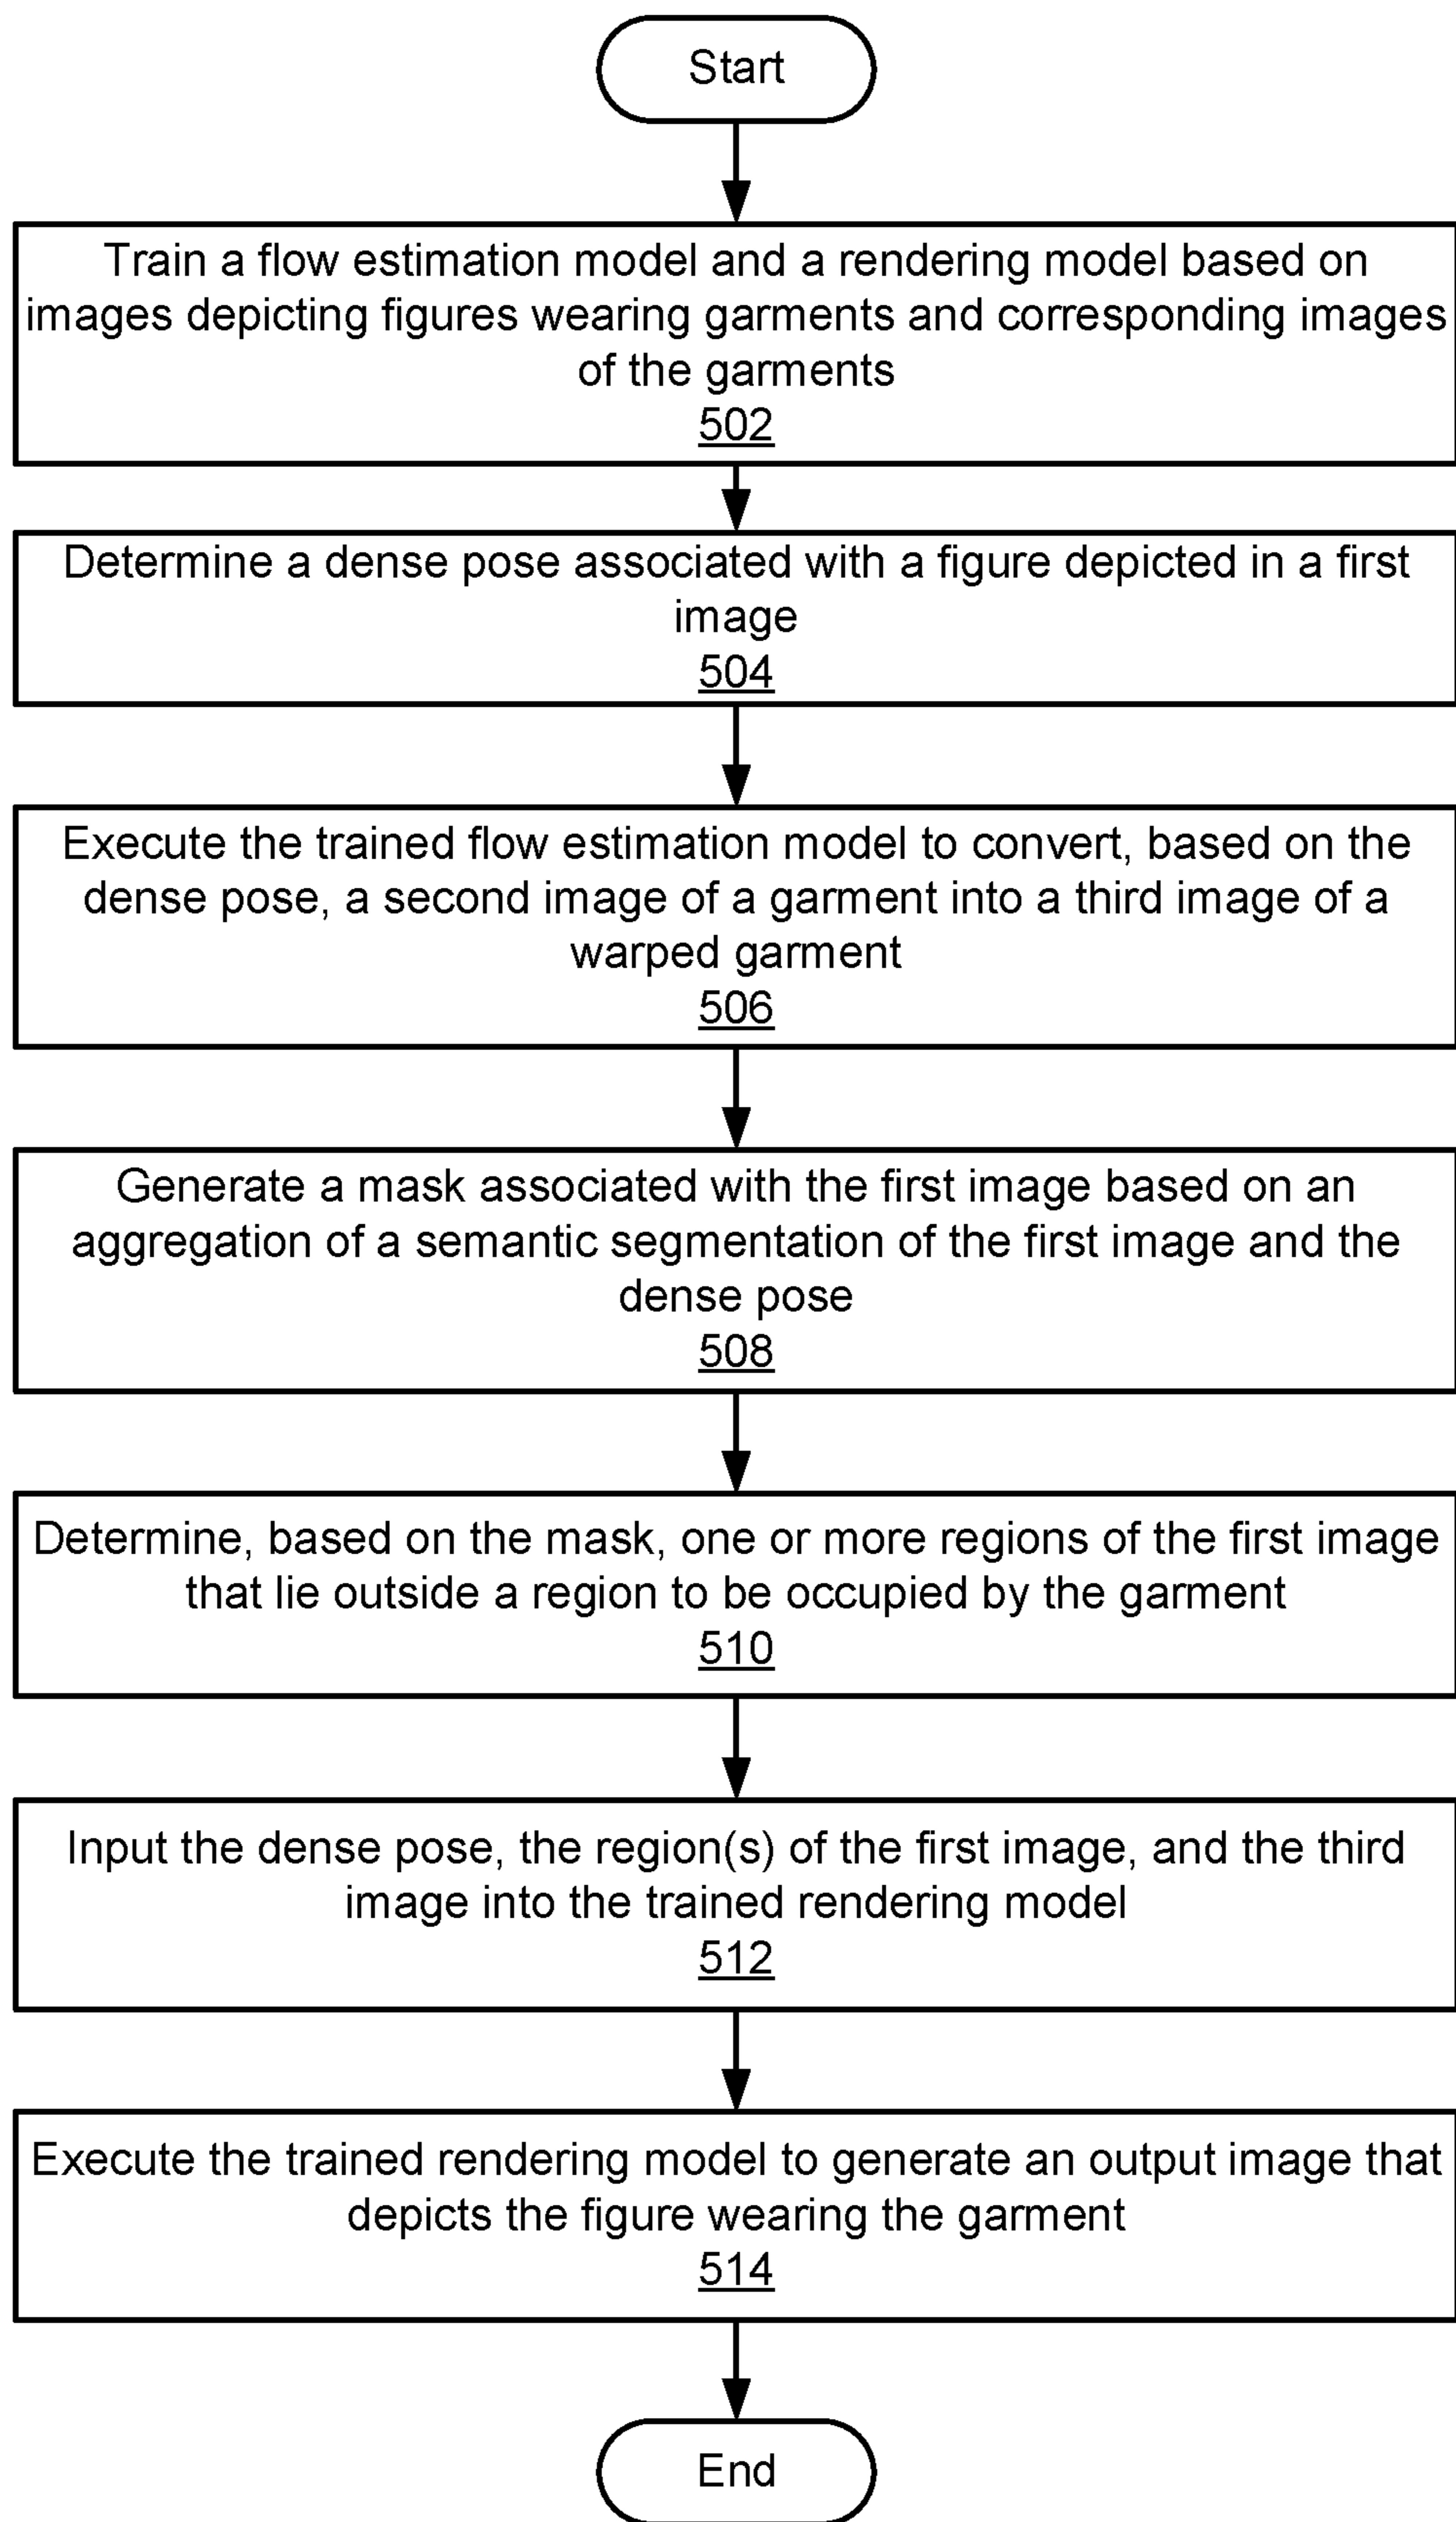 Start
Train a flow estimation model and a rendering model based on
images depicting figures wearing garments and corresponding images
of the garments
502
Determine a dense pose associated with a figure depicted in a first
image
504
Execute the trained flow estimation model to convert, based on the
dense pose, a second image of a garment into a third image of a
warped garment
506
Generate a mask associated with the first image based on an
aggregation of a semantic segmentation of the first image and the
dense pose
508
Determine, based on the mask, one or more regions of the first image
that lie outside a region to be occupied by the garment
510
Input the dense pose, the region(s) of the first image, and the third
image into the trained rendering model
512
Execute the trained rendering model to generate an output image that
depicts the figure wearing the garment
514
End